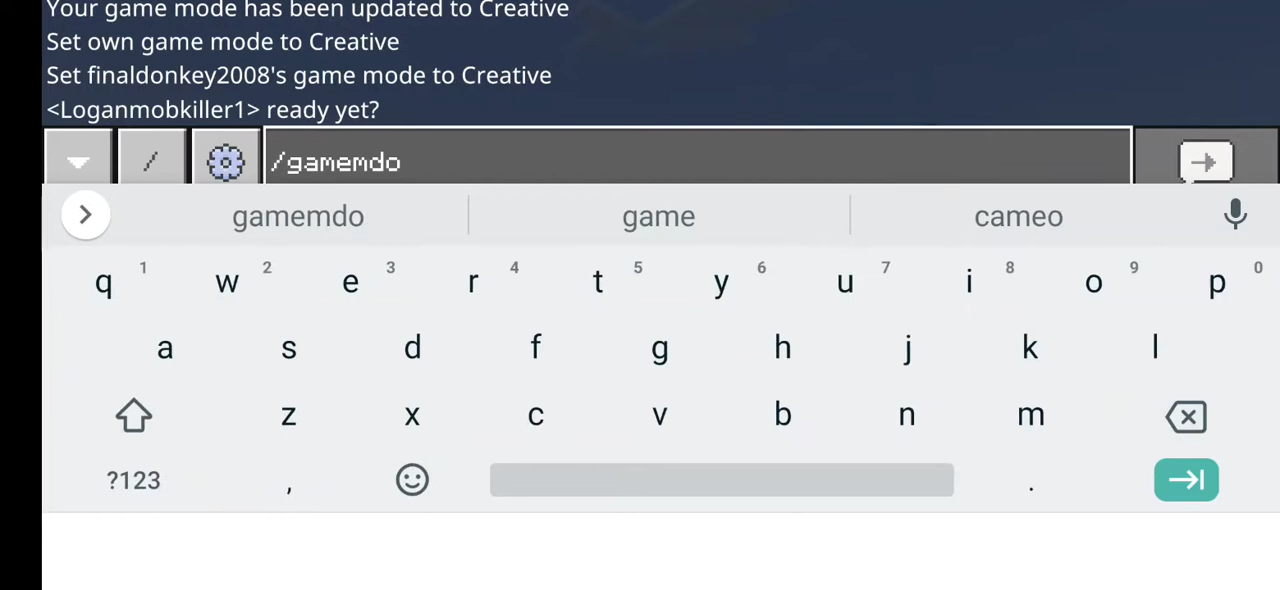 Your game mode has been updated to Creative
Set own game mode to Creative
Set finaldonkey2008's game mode to Creative
<Loganmobkiller1> ready yet?
/ /gamemdo
gamemdo game cameo
q 1 w 2 e 3 r 4 t 5 y 6 u 7 i 8 o 9 p 0
a s d f g h j k l
z x c v b n m
?123 , .